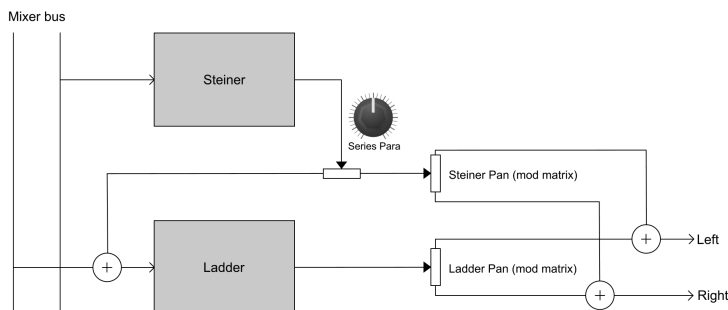 Mixer bus
Steiner
Series Para
Steiner Pan (mod matrix)
Left
Ladder
Ladder Pan (mod matrix)
Right